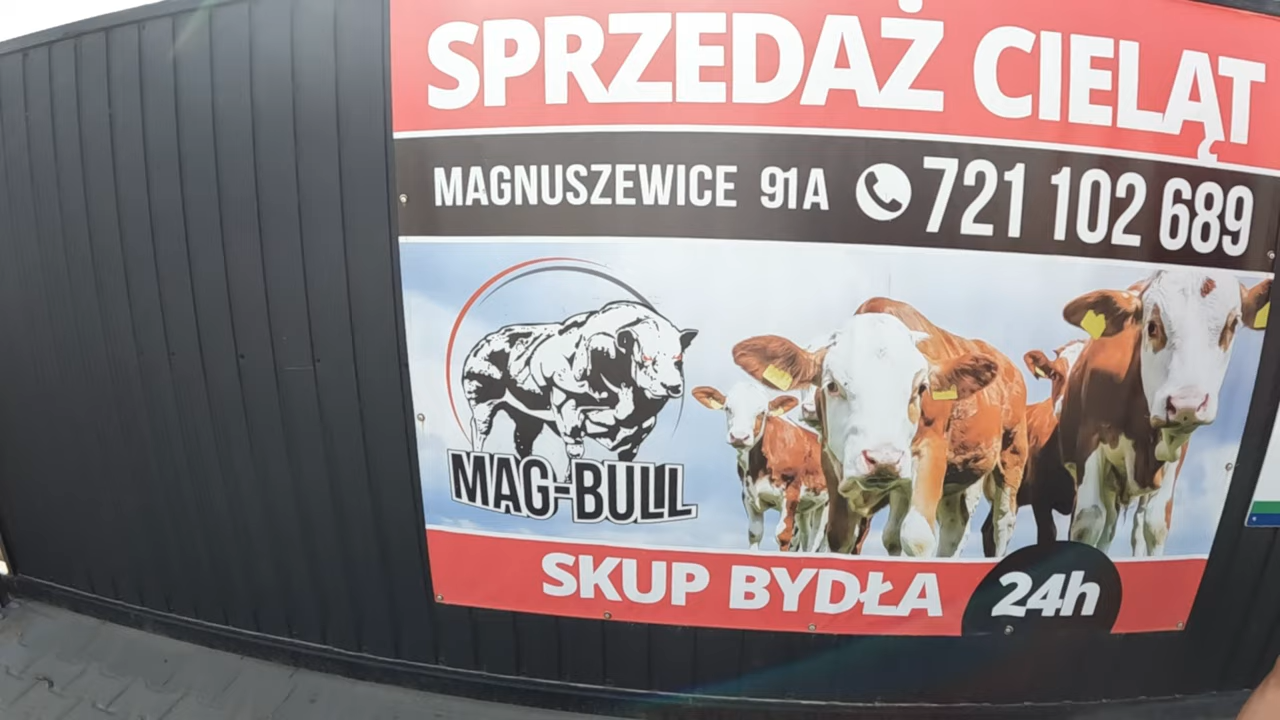 SPRZEDAŻ CIELĄT
MAGNUSZEWICE 91A 721 102 689
MAG-BULL
SKUP BYDŁA 24h